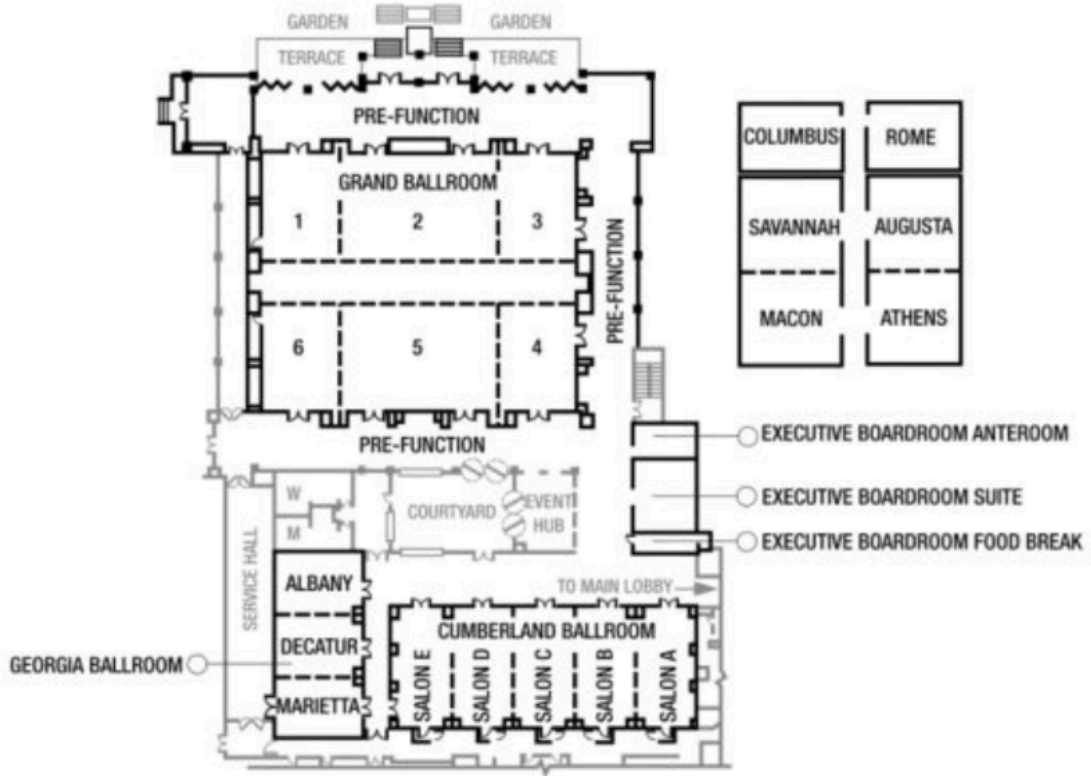 GARDEN GARDEN
TERRACE TERRACE
PRE-FUNCTION
GRAND BALLROOM
1 2 3
6 5 4
PRE-FUNCTION
PRE-FUNCTION
COLUMBUS ROME
SAVANNAH AUGUSTA
MACON ATHENS
EXECUTIVE BOARDROOM ANTEROOM
EXECUTIVE BOARDROOM SUITE
EXECUTIVE BOARDROOM FOOD BREAK
W
M
COURTYARD
EVENT
HUB
SERVICE HALL
TO MAIN LOBBY
ALBANY
DECATUR
MARIETTA
GEORGIA BALLROOM
CUMBERLAND BALLROOM
SALON E
SALON D
SALON C
SALON B
SALON A